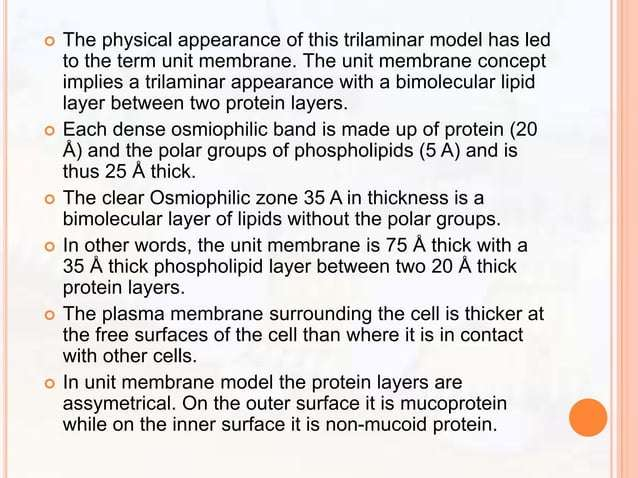 The physical appearance of this trilaminar model has led
to the term unit membrane. The unit membrane concept
implies a trilaminar appearance with a bimolecular lipid
layer between two protein layers.
Each dense osmiophilic band is made up of protein (20
Å) and the polar groups of phospholipids (5 A) and is
thus 25 Å thick.
The clear Osmiophilic zone 35 A in thickness is a
bimolecular layer of lipids without the polar groups.
In other words, the unit membrane is 75 Å thick with a
35 Å thick phospholipid layer between two 20 Å thick
protein layers.
The plasma membrane surrounding the cell is thicker at
the free surfaces of the cell than where it is in contact
with other cells.
In unit membrane model the protein layers are
assymetrical. On the outer surface it is mucoprotein
while on the inner surface it is non-mucoid protein.